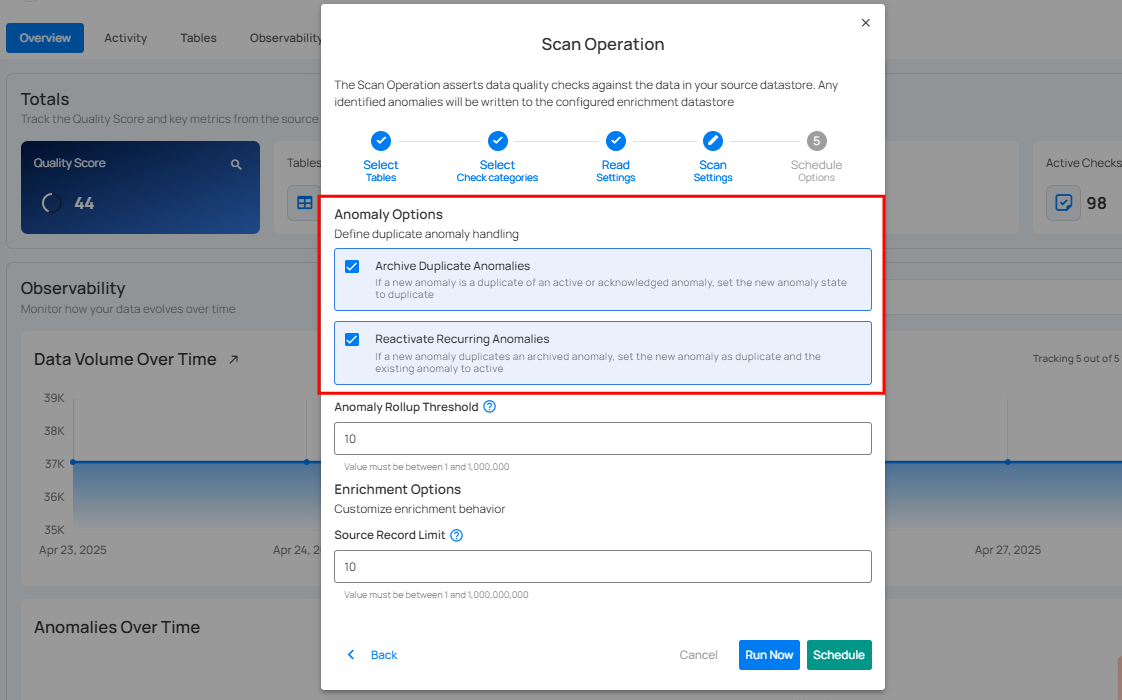 Overview
Activity
Tables
Observability
Totals
Track the Quality Score and key metrics from the source
Quality Score
44
Tables
Active Checks
98
Observability
Monitor how your data evolves over time
Data Volume Over Time
Tracking 5 out of 5
39K
38K
37K
36K
35K
Apr 23, 2025
Apr 24, 2
Apr 27, 2025
Anomalies Over Time
Scan Operation
The Scan Operation asserts data quality checks against the data in your source datastore. Any
identified anomalies will be written to the configured enrichment datastore
Select
Tables
Select
Check categories
Read
Settings
Scan
Settings
5
Schedule
Options
Anomaly Options
Define duplicate anomaly handling
Archive Duplicate Anomalies
If a new anomaly is a duplicate of an active or acknowledged anomaly, set the new anomaly state
to duplicate
Reactivate Recurring Anomalies
If a new anomaly duplicates an archived anomaly, set the new anomaly as duplicate and the
existing anomaly to active
Anomaly Rollup Threshold ?
10
Value must be between 1 and 1,000,000
Enrichment Options
Customize enrichment behavior
Source Record Limit ?
10
Value must be between 1 and 1,000,000,000
Back
Cancel
Run Now
Schedule